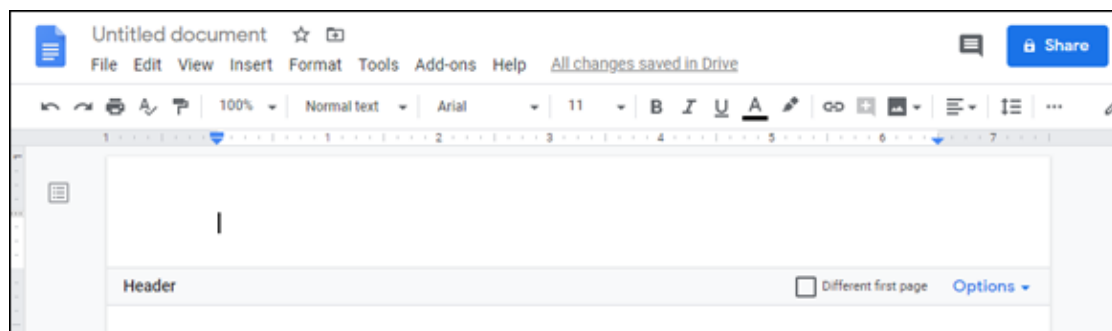 Untitled document
Share
File Edit View Insert Format Tools Add-ons Help All changes saved in Drive
100% Normal text Arial 11 B I U A
1 1 2 3 4 5 6 7
Header Different first page Options